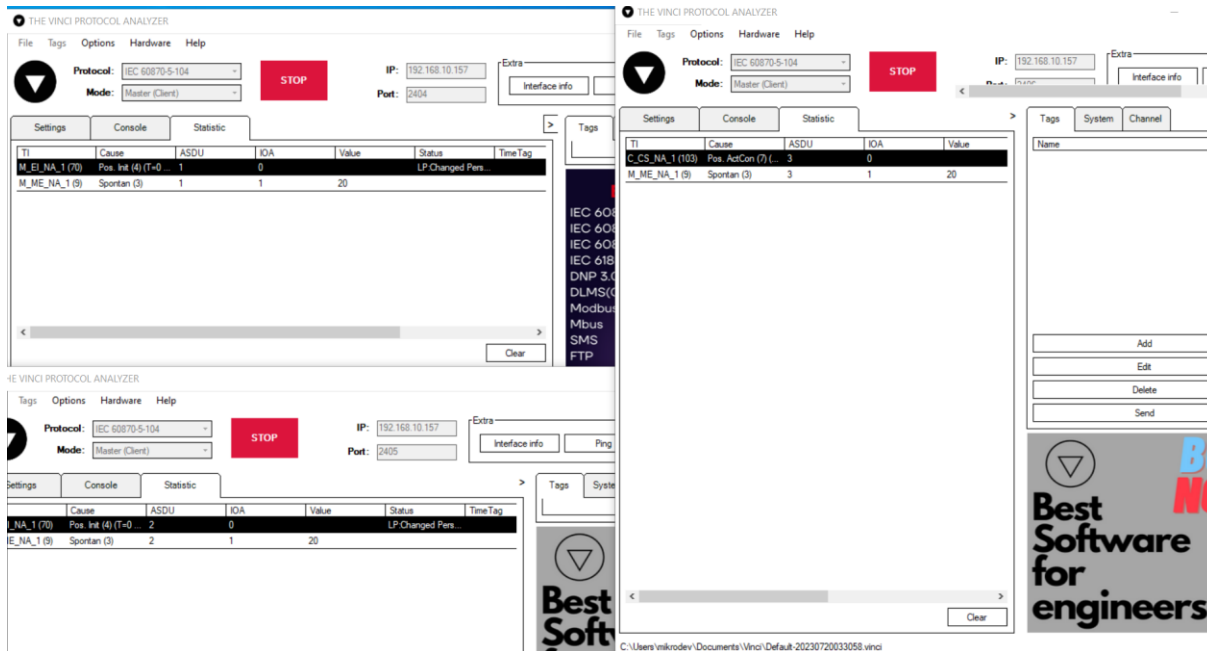 THE VINCI PROTOCOL ANALYZER
File Tags Options Hardware Help
Protocol: IEC 60870-5-104
Mode: Master (Client)
STOP
IP: 192.168.10.157
Port: 2404
Extra
Interface info
Settings Console Statistic
>
Tags
TI Cause ASDU IOA Value Status TimeTag
M_EI_NA_1 (70) Pos. Init (4) (T=0 ... 1 0 LP:Changed Pers...
M_ME_NA_1 (9) Spontan (3) 1 1 20
IEC 608
IEC 608
IEC 608
IEC 618
DNP 3.0
DLMS(C
Modbus
Mbus
SMS
FTP
< >
Clear
HE VINCI PROTOCOL ANALYZER
Tags Options Hardware Help
Protocol: IEC 60870-5-104
Mode: Master (Client)
STOP
IP: 192.168.10.157
Port: 2405
Extra
Interface info Ping
Settings Console Statistic
>
Tags Syste
Cause ASDU IOA Value Status TimeTag
I_NA_1 (70) Pos. Init (4) (T=0 ... 2 0 LP:Changed Pers...
E_NA_1 (9) Spontan (3) 2 1 20
Best
Soft
THE VINCI PROTOCOL ANALYZER
File Tags Options Hardware Help
Protocol: IEC 60870-5-104
Mode: Master (Client)
STOP
IP: 192.168.10.157
Extra
Interface info
<
Settings Console Statistic
>
Tags System Channel
TI Cause ASDU IOA Value
C_CS_NA_1 (103) Pos. ActCon (7) (... 3 0
M_ME_NA_1 (9) Spontan (3) 3 1 20
Name
Add
Edit
Delete
Send
Best
Software
for
engineers
< >
Clear
C:\Users\mikrodev\Documents\Vinci\Default-20230720033058.vinci